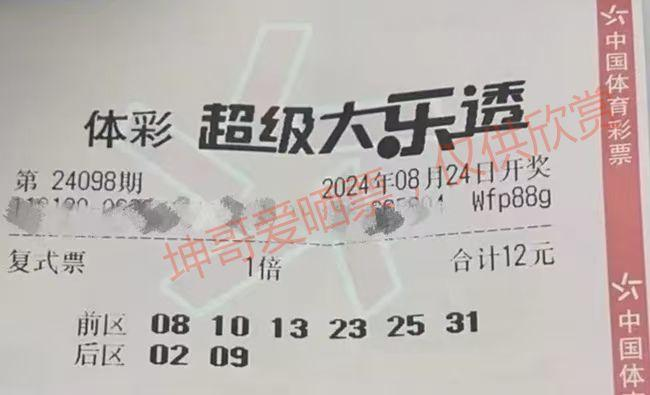 体彩 超级大乐透
第 24098期 2024年08月24日开奖
Wfp88g
复式票 1倍 合计12元
前区 08 10 13 23 25 31
后区 02 09
中国体育彩票
中国体育
坤哥爱晒票，仅供欣赏